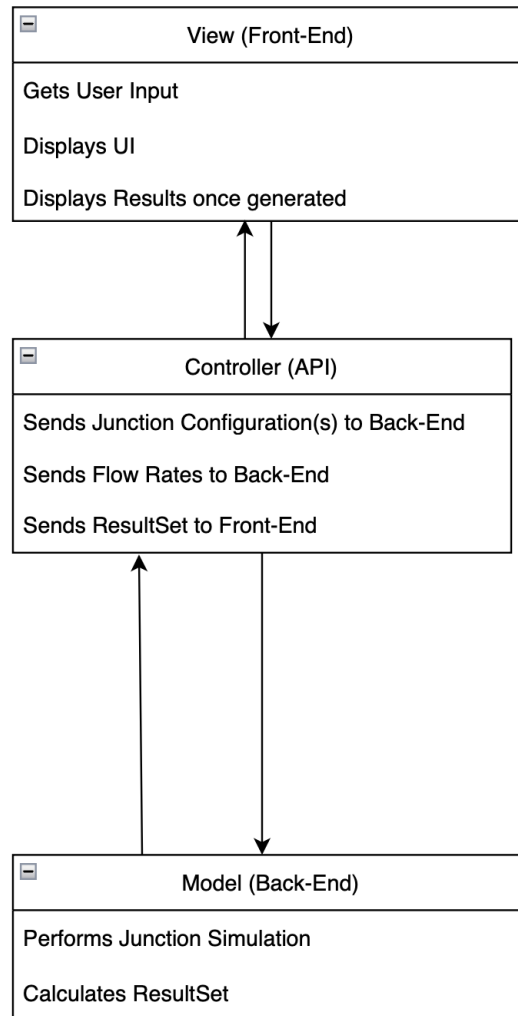 View (Front-End)
Gets User Input
Displays UI
Displays Results once generated
Controller (API)
Sends Junction Configuration(s) to Back-End
Sends Flow Rates to Back-End
Sends ResultSet to Front-End
Model (Back-End)
Performs Junction Simulation
Calculates ResultSet